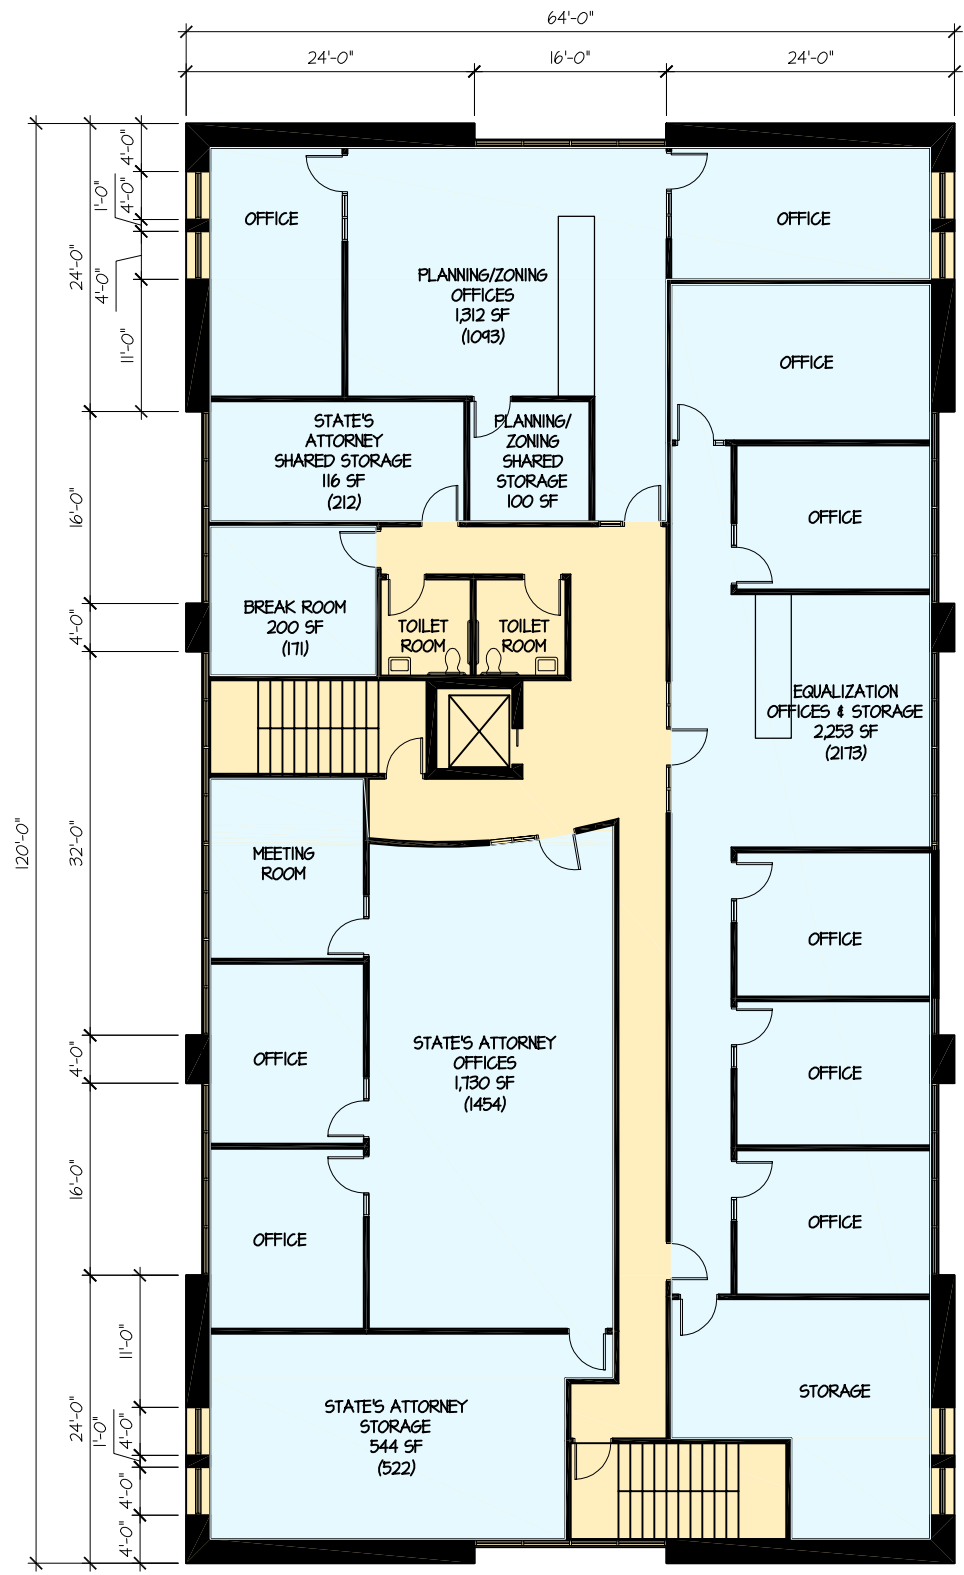 64'-0"
24'-0"
16'-0"
24'-0"
4'-0"
1'-0"
4'-0"
24'-0"
4'-0"
11'-0"
16'-0"
4'-0"
120'-0"
32'-0"
4'-0"
16'-0"
11'-0"
24'-0"
1'-0"
4'-0"
4'-0"
4'-0"
OFFICE
OFFICE
PLANNING/ZONING
OFFICES
1,312 SF
(1093)
OFFICE
STATE'S
ATTORNEY
SHARED STORAGE
116 SF
(212)
PLANNING/
ZONING
SHARED
STORAGE
100 SF
OFFICE
BREAK ROOM
200 SF
(171)
TOILET
ROOM
TOILET
ROOM
EQUALIZATION
OFFICES & STORAGE
2,253 SF
(2173)
MEETING
ROOM
OFFICE
STATE'S ATTORNEY
OFFICES
1,730 SF
(1454)
OFFICE
OFFICE
OFFICE
OFFICE
STATE'S ATTORNEY
STORAGE
544 SF
(522)
STORAGE